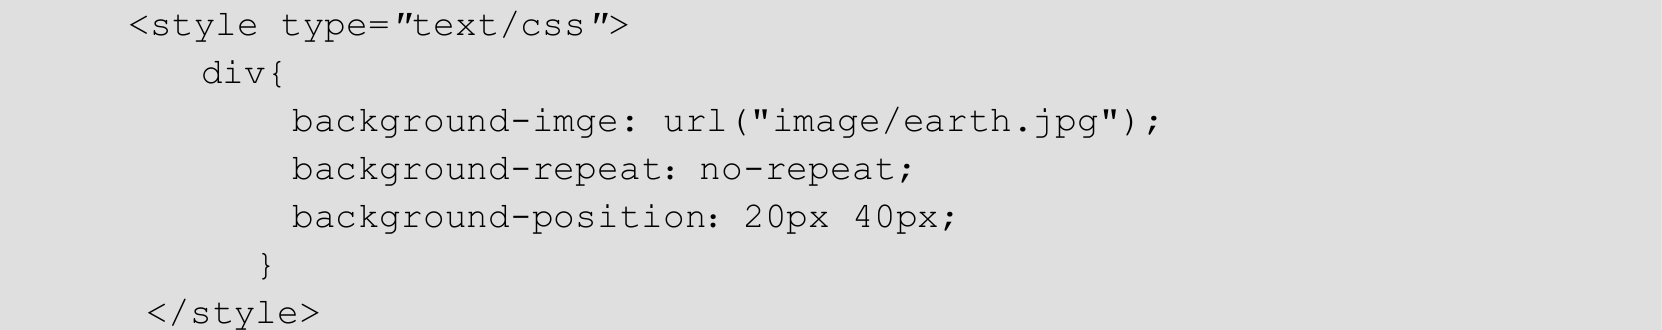 <style type="text/css">
div{
background-imge: url("image/earth.jpg");
background-repeat: no-repeat;
background-position: 20px 40px;
}
</style>